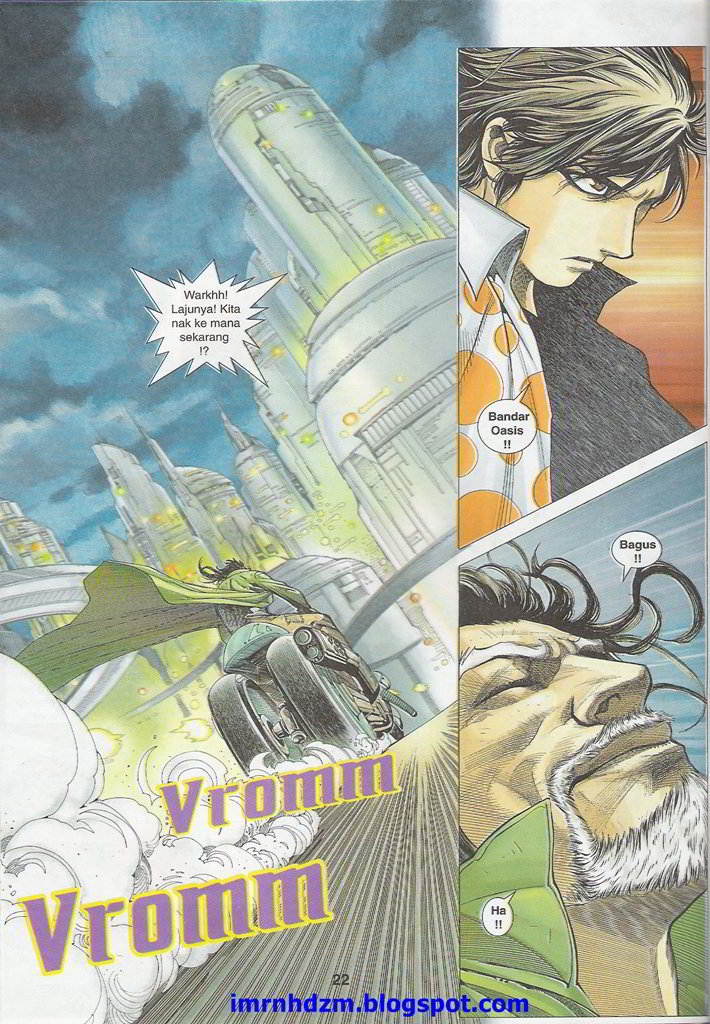 Warkhh!
Lajunya! Kita
nak ke mana
sekarang
!?
Bandar
Oasis
!!
Bagus
!!
Ha
!!
Vromm
Vromm
22
imrnhdzm.blogspot.com